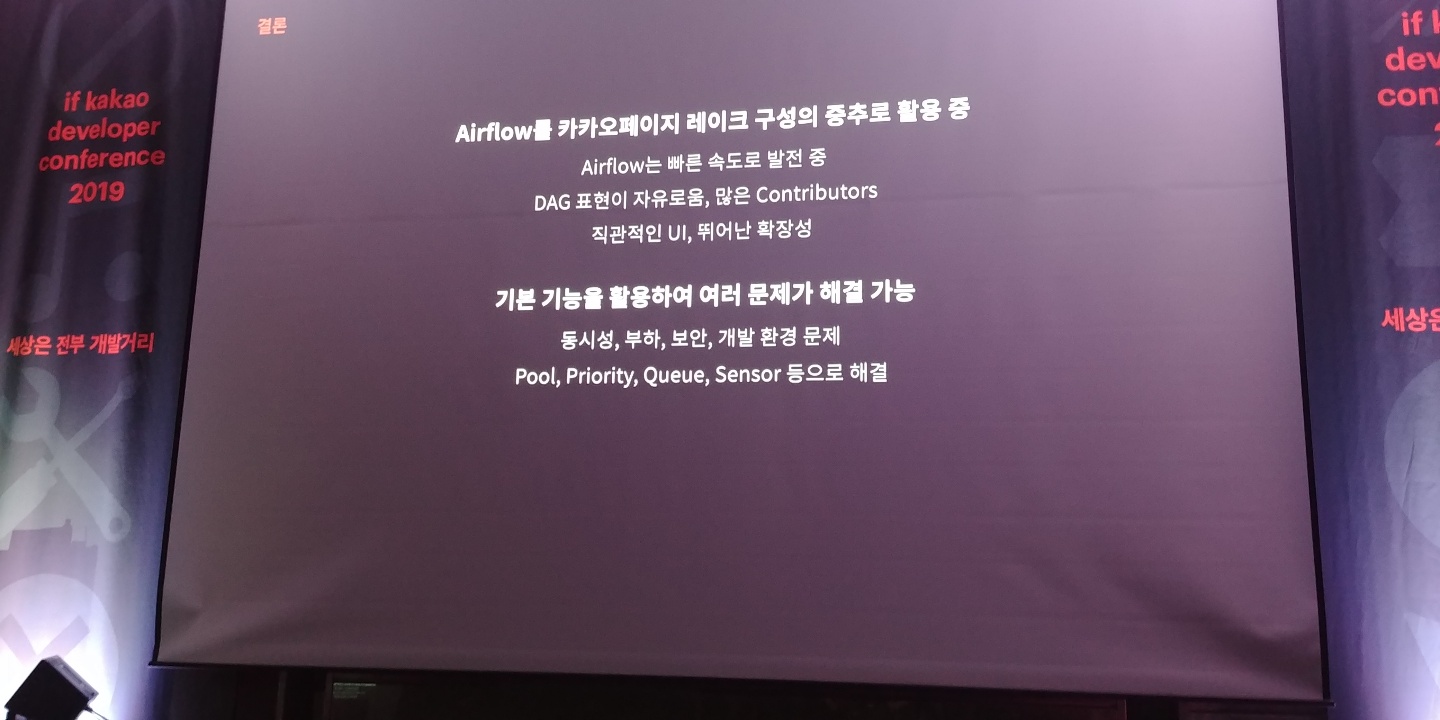 결론
Airflow를 카카오페이지 레이크 구성의 중추로 활용 중
Airflow는 빠른 속도로 발전 중
DAG 표현이 자유로움, 많은 Contributors
직관적인 UI, 뛰어난 확장성
기본 기능을 활용하여 여러 문제가 해결 가능
동시성, 부하, 보안, 개발 환경 문제
Pool, Priority, Queue, Sensor 등으로 해결
if kakao
developer
conference
2019
세상은 전부 개발거리
if k
dev
con
2
세상은